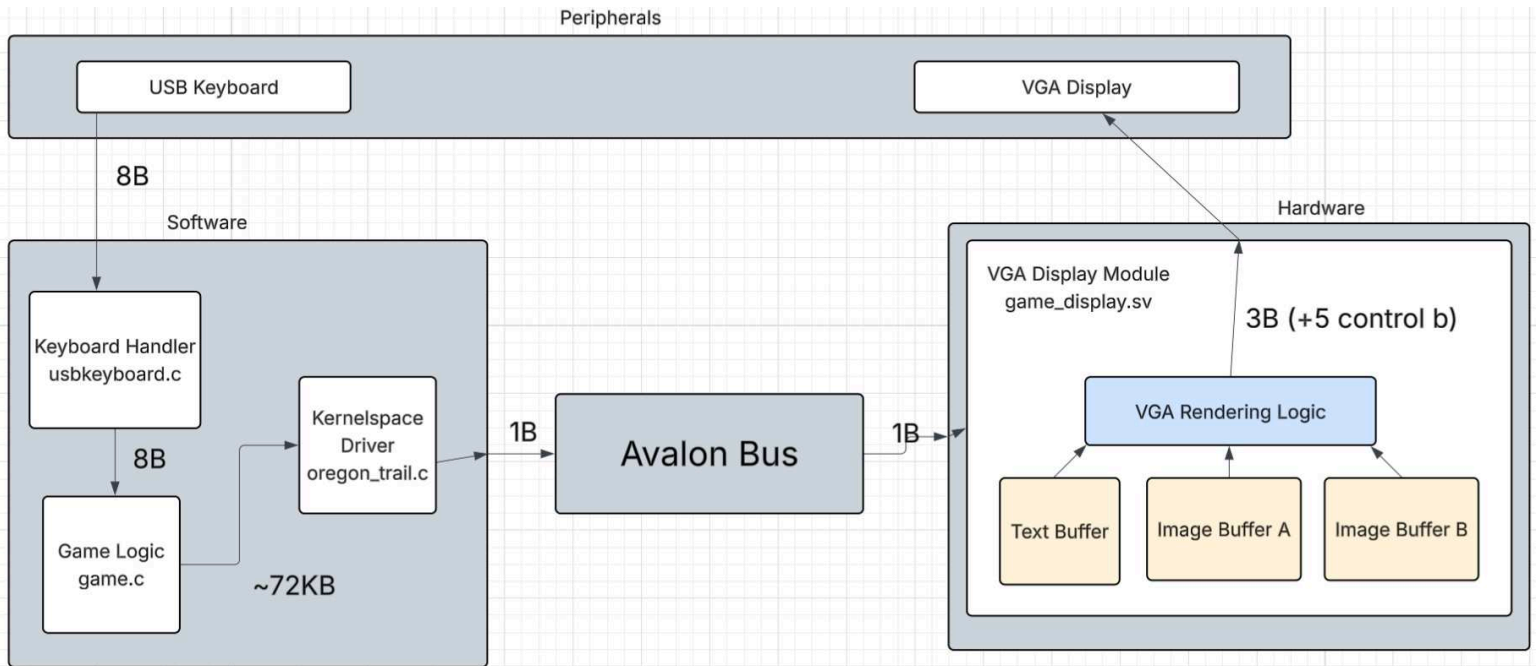 Peripherals
USB Keyboard
VGA Display
8B
Software
Keyboard Handler
usbkeyboard.c
8B
Game Logic
game.c
~72KB
Kernelspace
Driver
oregon_trail.c
1B
Avalon Bus
1B
Hardware
VGA Display Module
game_display.sv
3B (+5 control b)
VGA Rendering Logic
Text Buffer
Image Buffer A
Image Buffer B